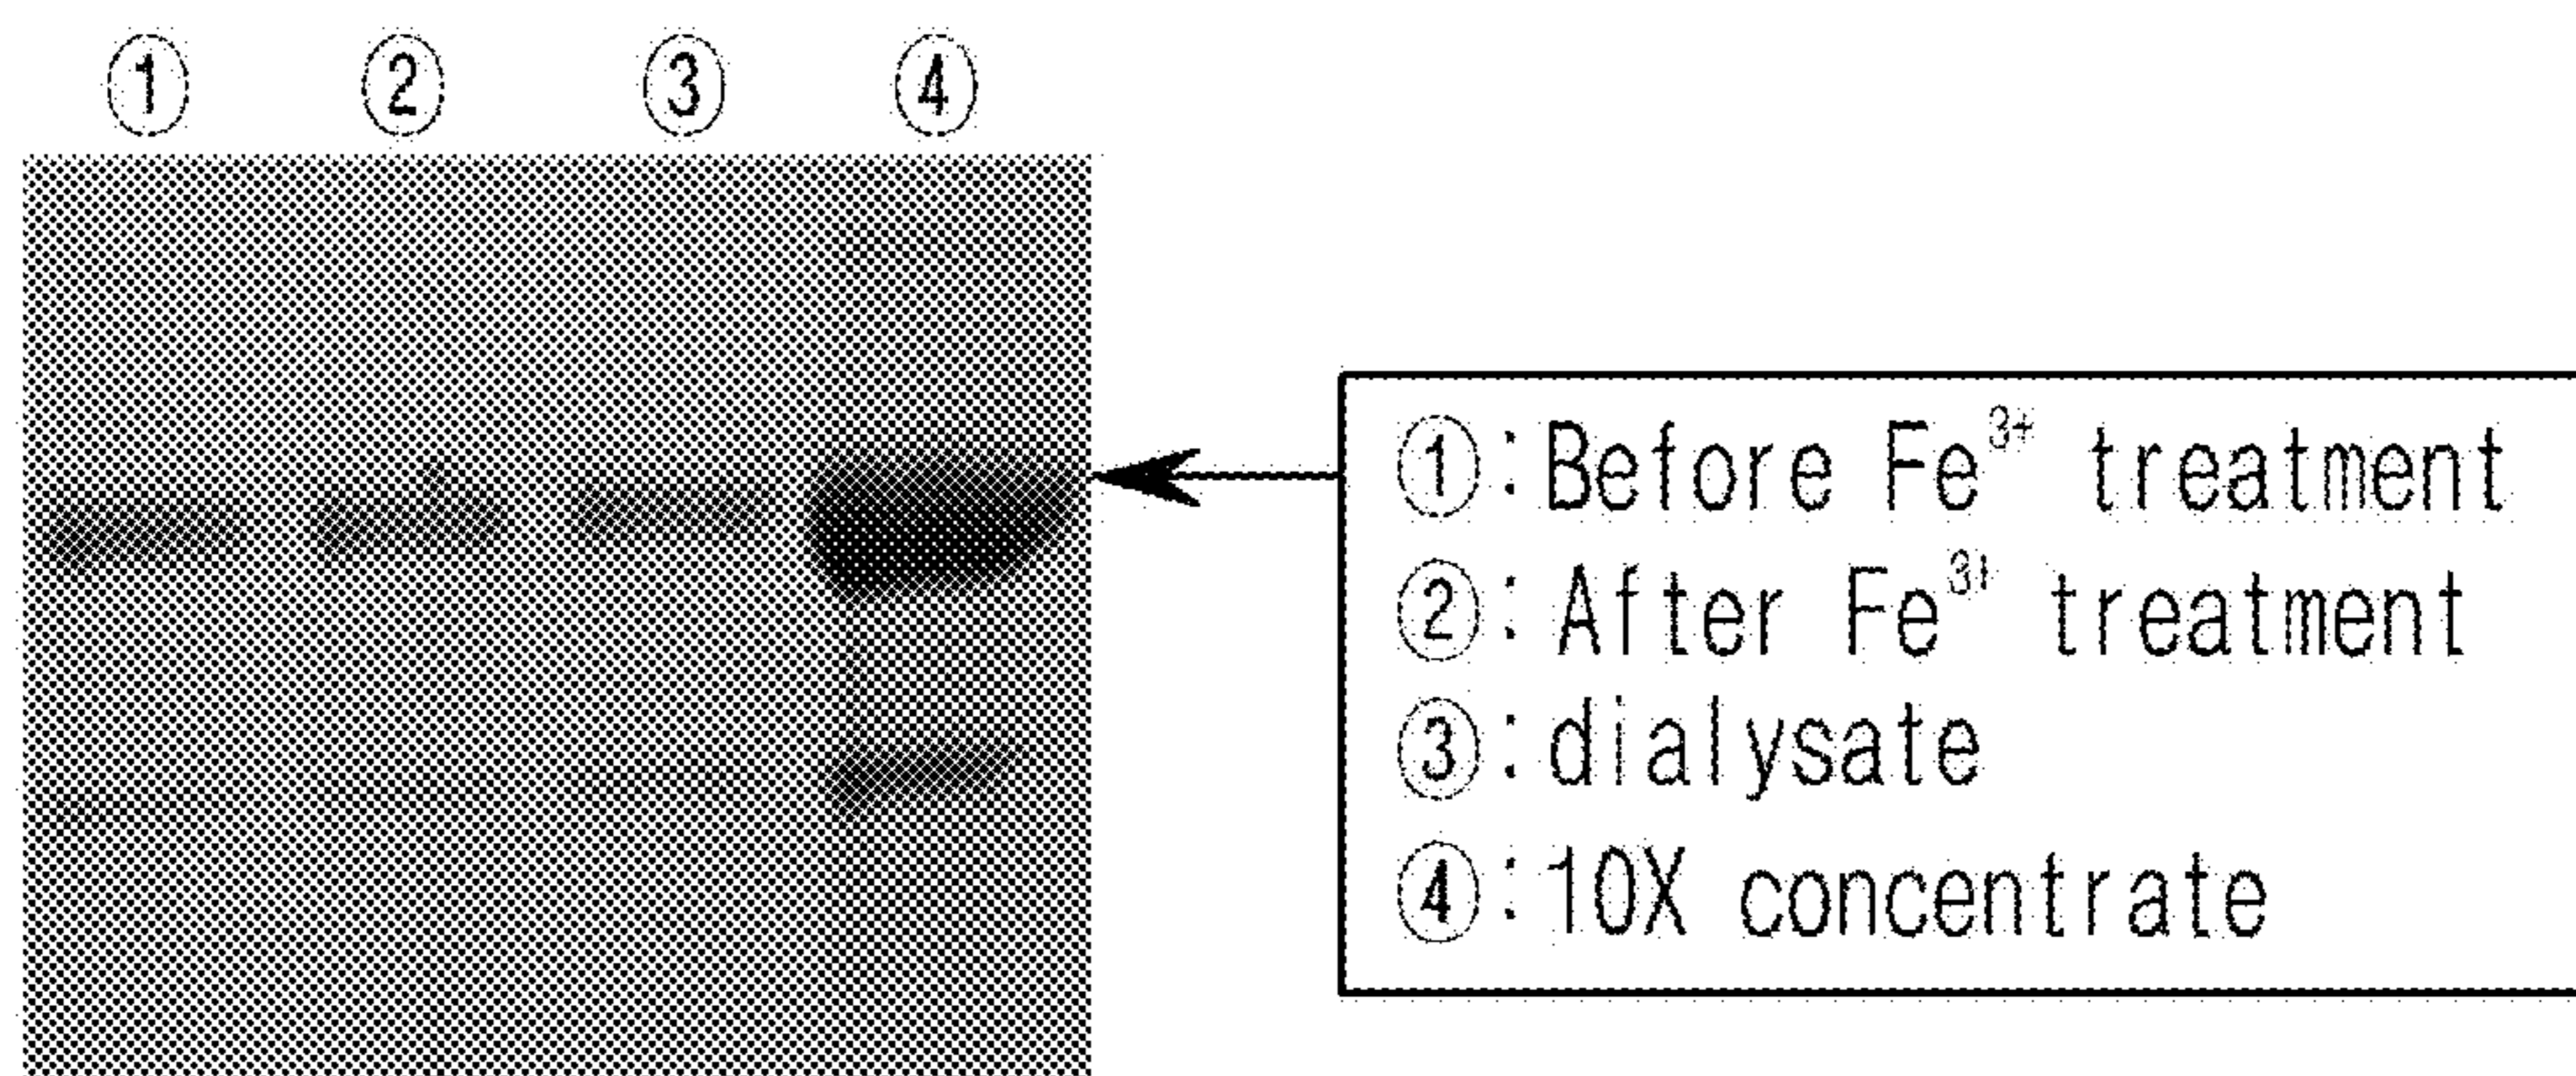 ① ② ③ ④
①:Before Fe³⁺ treatment
②:After Fe³⁺ treatment
③:dialysate
④:10X concentrate